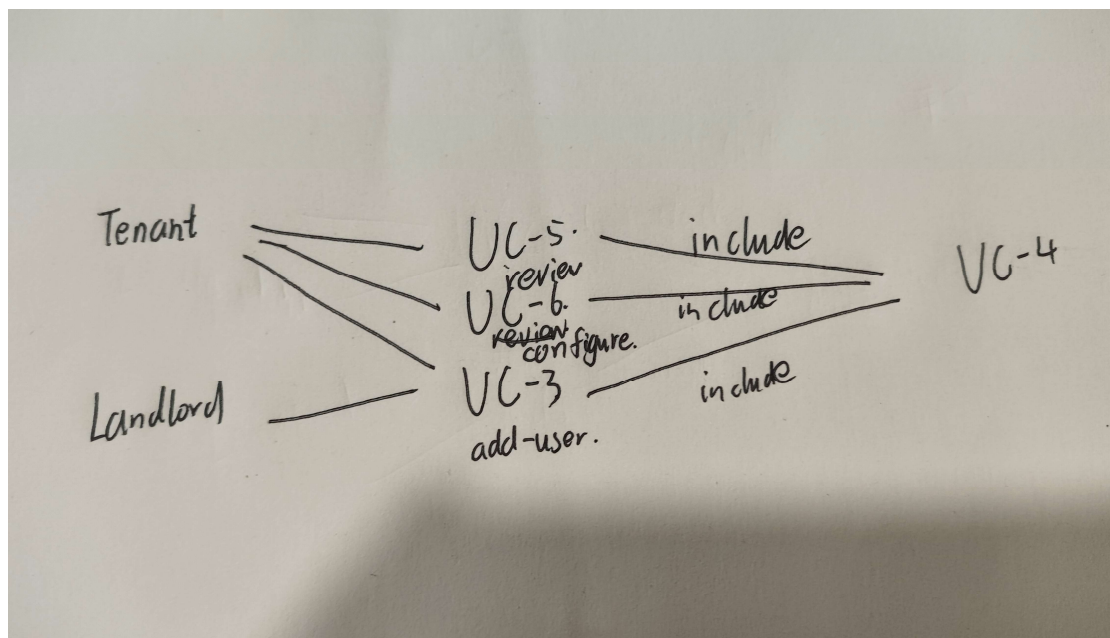 Tenant
UC-5.
review
include
UC-4
UC-6.
include
review
configure.
Landlord
UC-3
include
add-user.